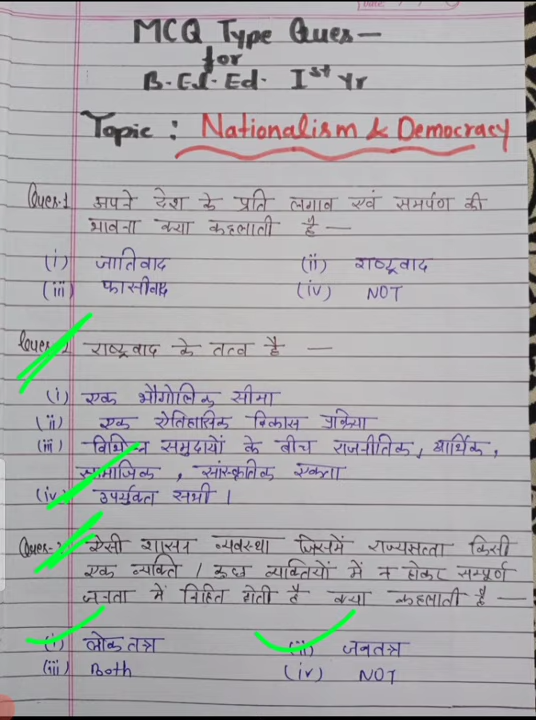 MCQ Type Ques-
for
B.El.Ed. Ist Yr
Topic : Nationalism & Democracy
Ques.1 अपने देश के प्रति लगाव एवं समर्पण की
भावना क्या कहलाती है —
(i) जातिवाद (ii) राष्ट्रवाद
(iii) फासीवाद (iv) NOT
Ques-2 राष्ट्रवाद के तत्व है —
(i) एक भौगोलिक सीमा
(ii) एक ऐतिहासिक विकास प्रक्रिया
(iii) विभिन्न समुदायों के बीच राजनीतिक, आर्थिक,
सामाजिक, सांस्कृतिक एकता
(iv) उपर्युक्त सभी ।
Ques-3 ऐसी शासन व्यवस्था जिसमें राज्यसत्ता किसी
एक व्यक्ति / कुछ व्यक्तियों में न होकर सम्पूर्ण
जनता में निहित होती है क्या कहलाती है —
(i) लोकतन्त्र (ii) जनतन्त्र
(iii) Both (iv) NOT